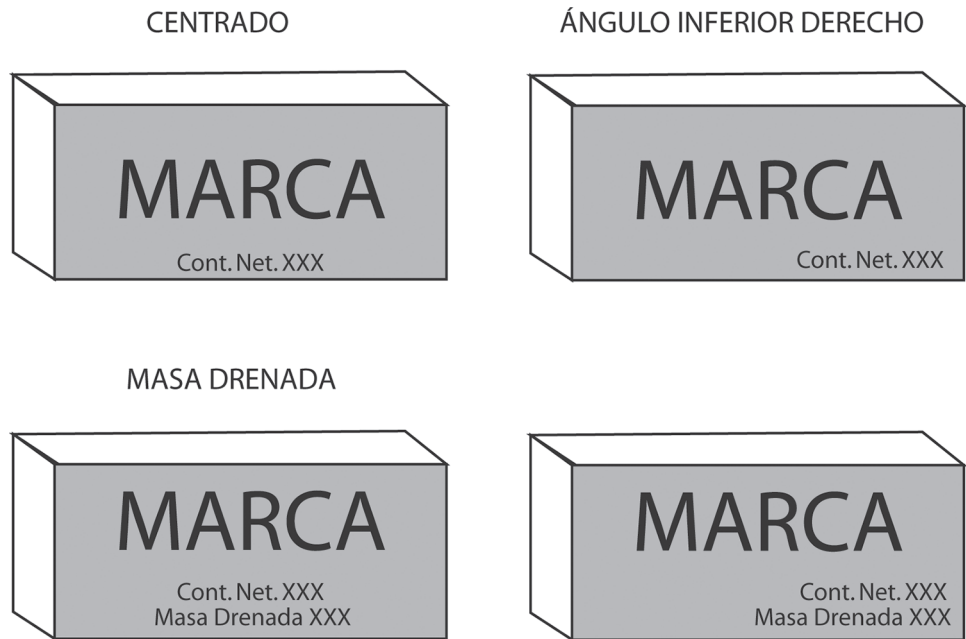 CENTRADO
ÁNGULO INFERIOR DERECHO
MARCA
Cont. Net. XXX
MARCA
Cont. Net. XXX
MASA DRENADA
MARCA
Cont. Net. XXX
Masa Drenada XXX
MARCA
Cont. Net. XXX
Masa Drenada XXX